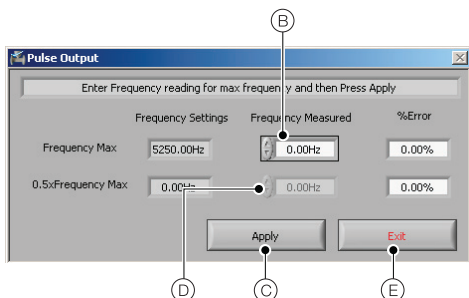 B
Pulse Output
Enter Frequency reading for max frequency and then Press Apply
Frequency Settings Frequency Measured %Error
Frequency Max 5250.00Hz 0.00Hz 0.00%
0.5xFrequency Max 0.00Hz 0.00Hz 0.00%
Apply Exit
D C E